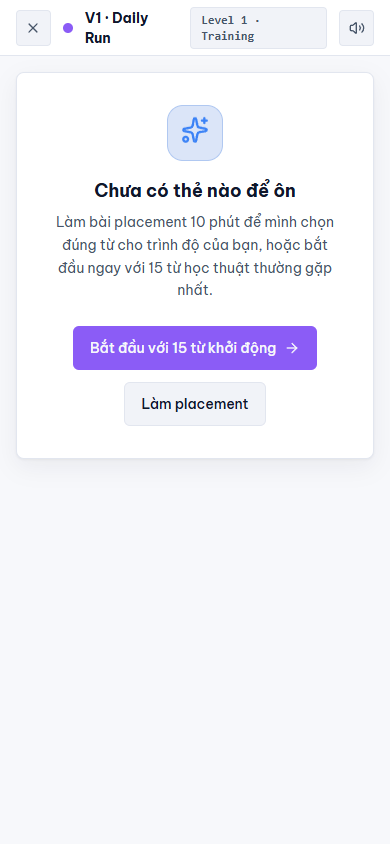 V1 · Daily
Run
Level 1 ·
Training
Chưa có thẻ nào để ôn
Làm bài placement 10 phút để mình chọn
đúng từ cho trình độ của bạn, hoặc bắt
đầu ngay với 15 từ học thuật thường gặp
nhất.
Bắt đầu với 15 từ khởi động
Làm placement